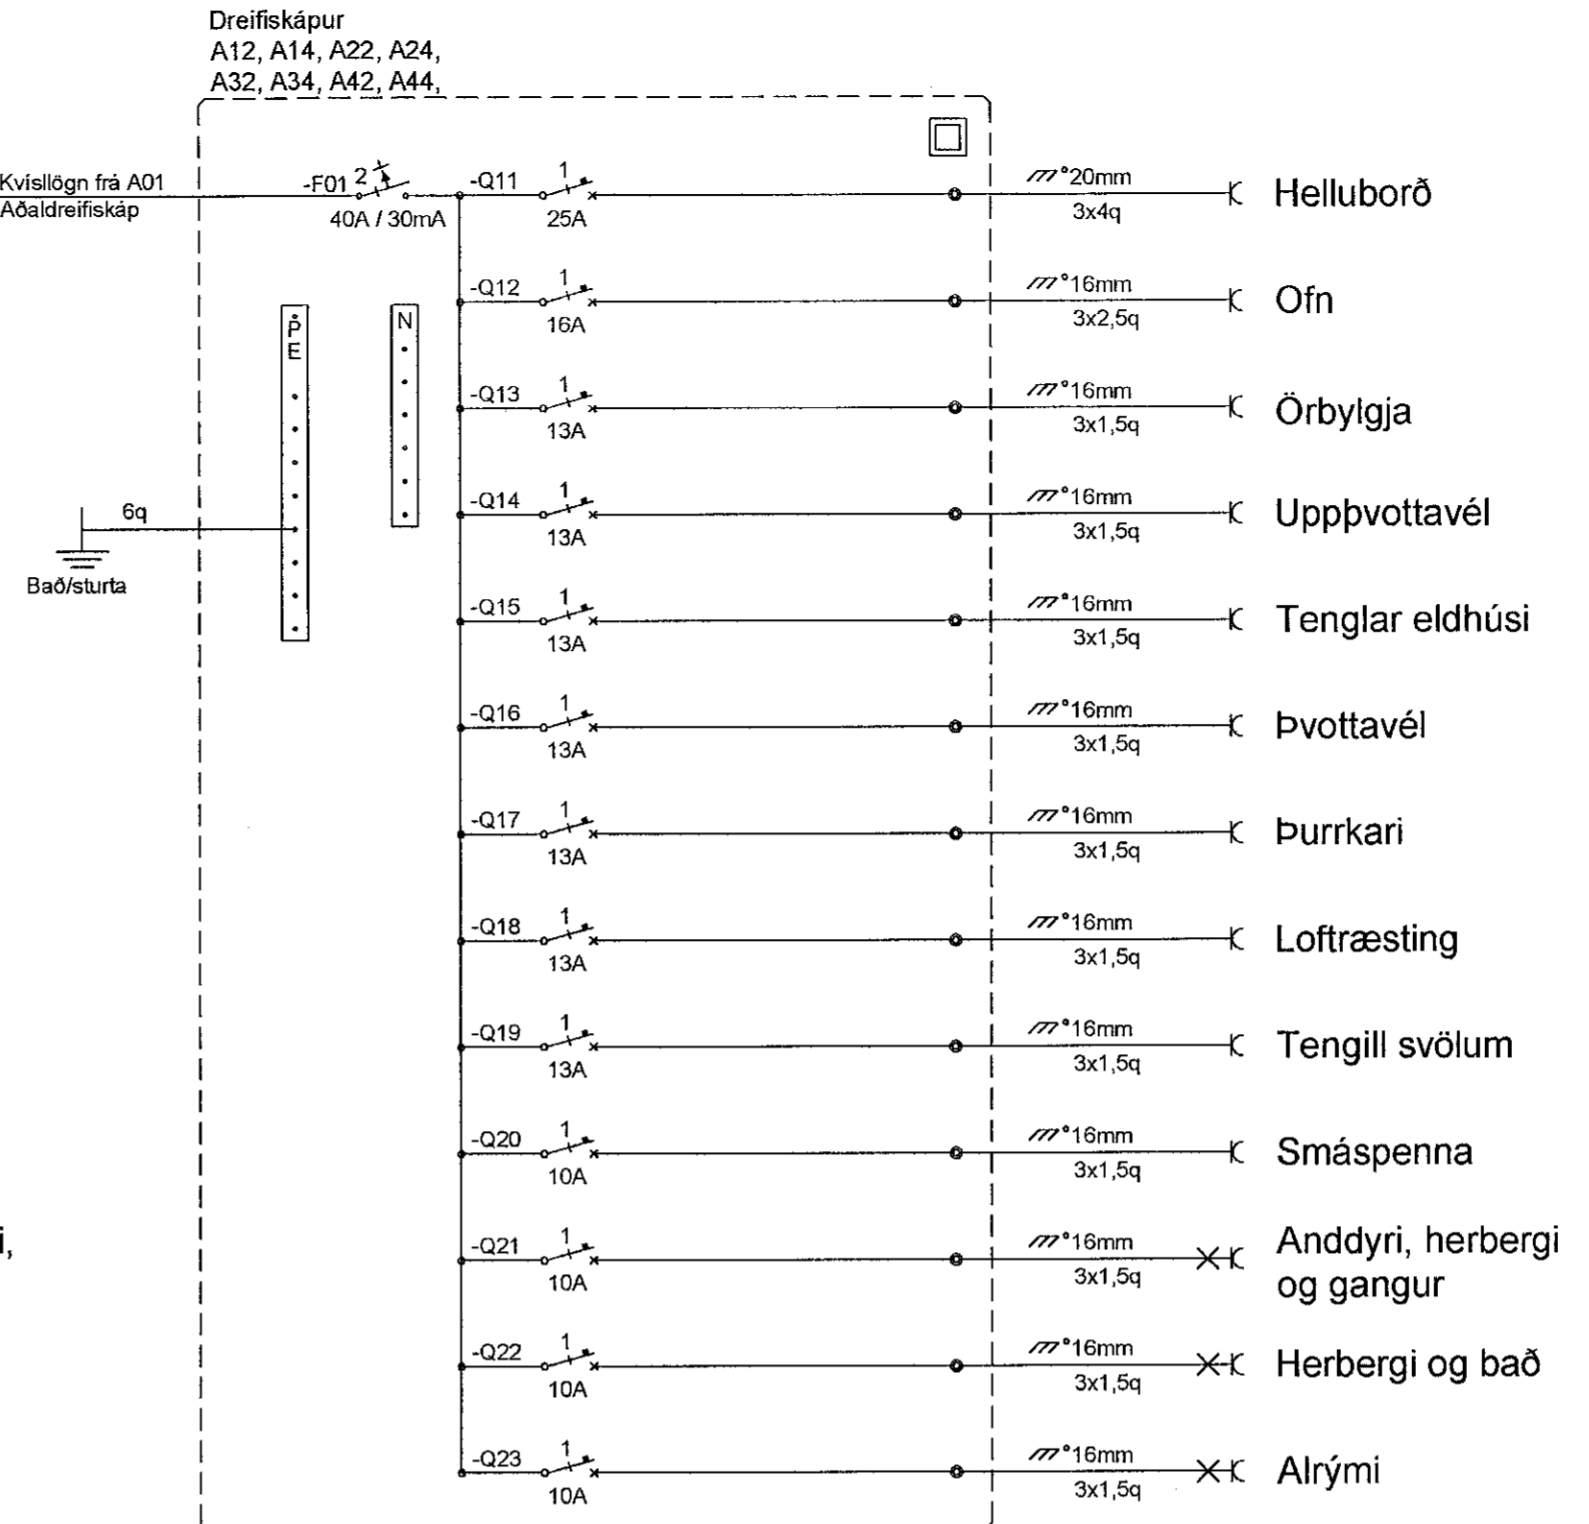 Dreifiskápur
A12, A14, A22, A24,
A32, A34, A42, A44,
Kvísllögn frá A01
Aðaldreifiskáp
-F01 2
40A / 30mA
-Q11 1
25A
°20mm
3x4q
Helluborð
-Q12 1
16A
°16mm
3x2,5q
Ofn
PE
N
-Q13 1
13A
°16mm
3x1,5q
Örbylgja
-Q14 1
13A
°16mm
3x1,5q
Uppþvottavél
6q
Bað/sturta
-Q15 1
13A
°16mm
3x1,5q
Tenglar eldhúsi
-Q16 1
13A
°16mm
3x1,5q
Þvottavél
-Q17 1
13A
°16mm
3x1,5q
Þurrkari
-Q18 1
13A
°16mm
3x1,5q
Loftræsting
-Q19 1
13A
°16mm
3x1,5q
Tengill svölum
-Q20 1
10A
°16mm
3x1,5q
Smáspenna
i,
-Q21 1
10A
°16mm
3x1,5q
Anddyri, herbergi
og gangur
-Q22 1
10A
°16mm
3x1,5q
Herbergi og bað
-Q23 1
10A
°16mm
3x1,5q
Alrými